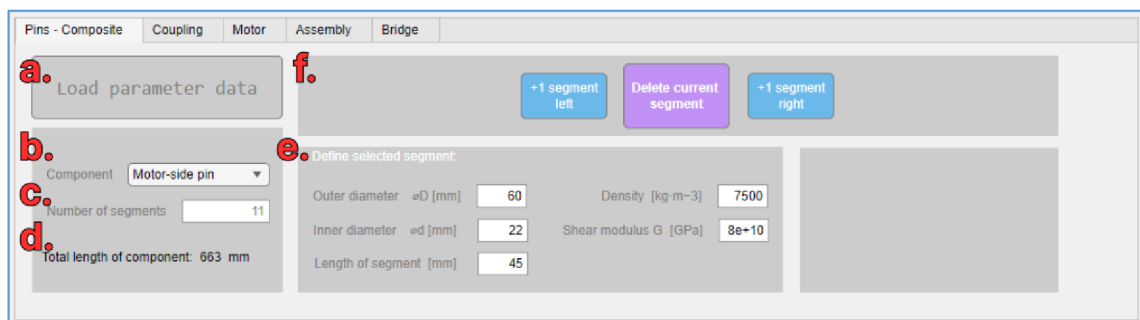 Pins - Composite Coupling Motor Assembly Bridge
a.
Load parameter data
f.
+1 segment
left
Delete current
segment
+1 segment
right
b.
Component Motor-side pin
c.
Number of segments 11
d.
Total length of component: 663 mm
e.
Define selected segment:
Outer diameter ⌀D [mm] 60 Density [kg·m−3] 7500
Inner diameter ⌀d [mm] 22 Shear modulus G [GPa] 8e+10
Length of segment [mm] 45